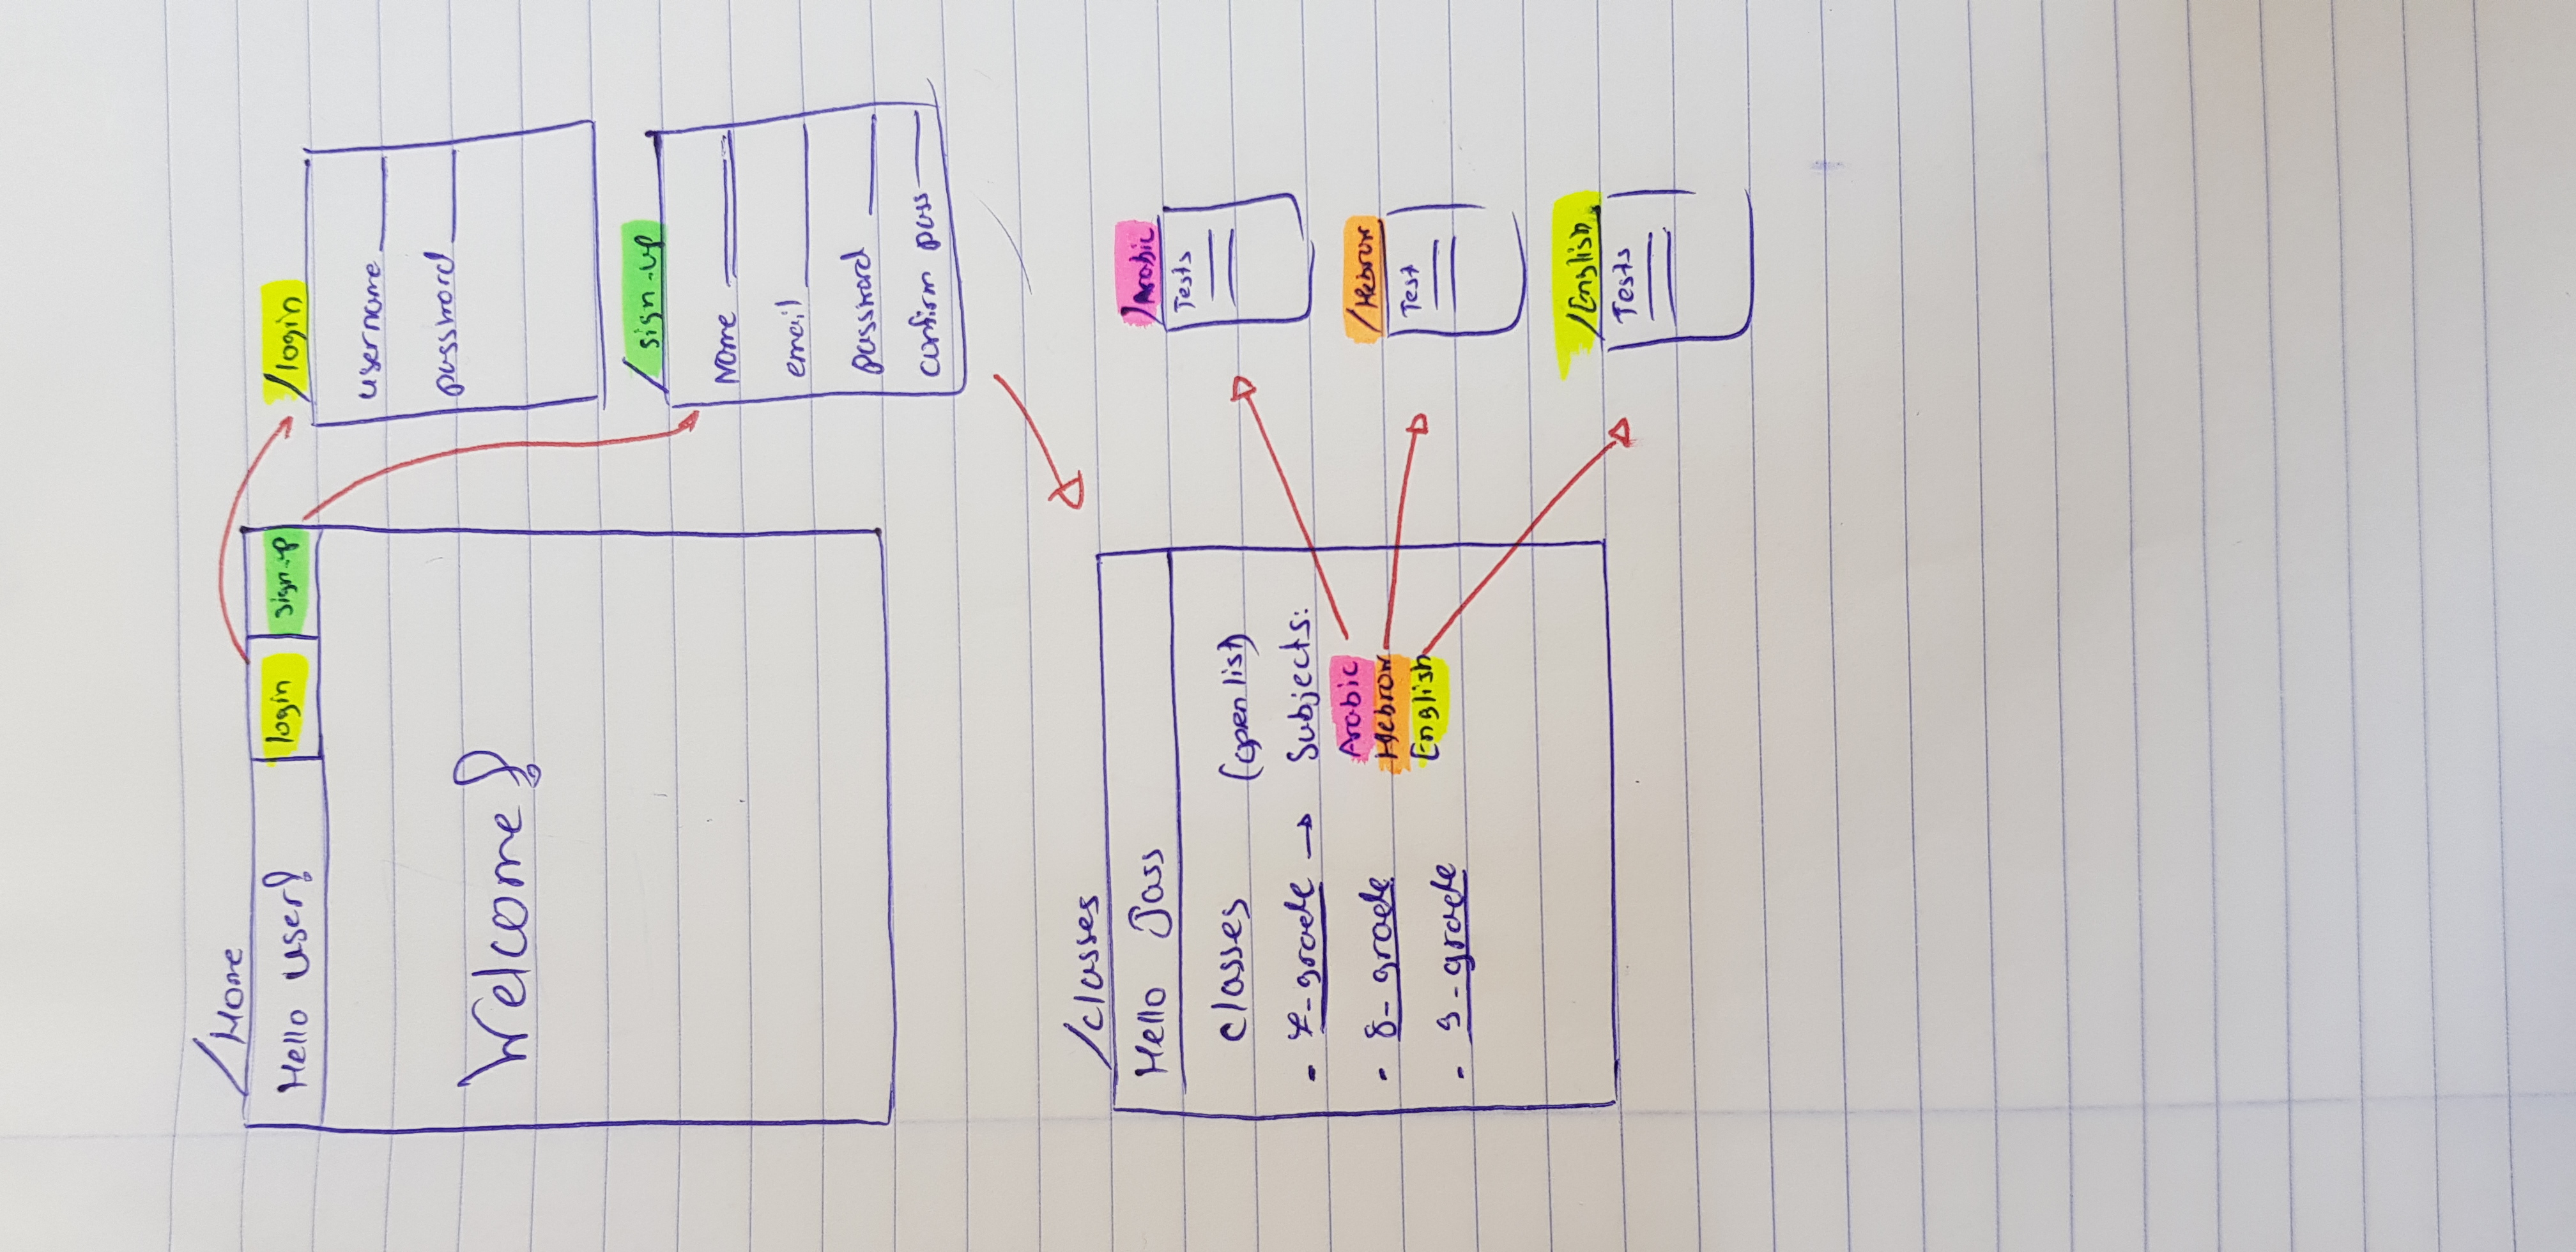 /Home
Hello user!
login
sign-up
Welcome!
/login
username
password
/sign-up
Name
email
password
confirm pass
/classes
Hello Jass
classes (open list)
- 7-grade → Subjects:
Arabic
- 8-grade
Hebrow
English
- 9-grade
/Arabic
Tests
/Hebrow
Test
/English
Tests